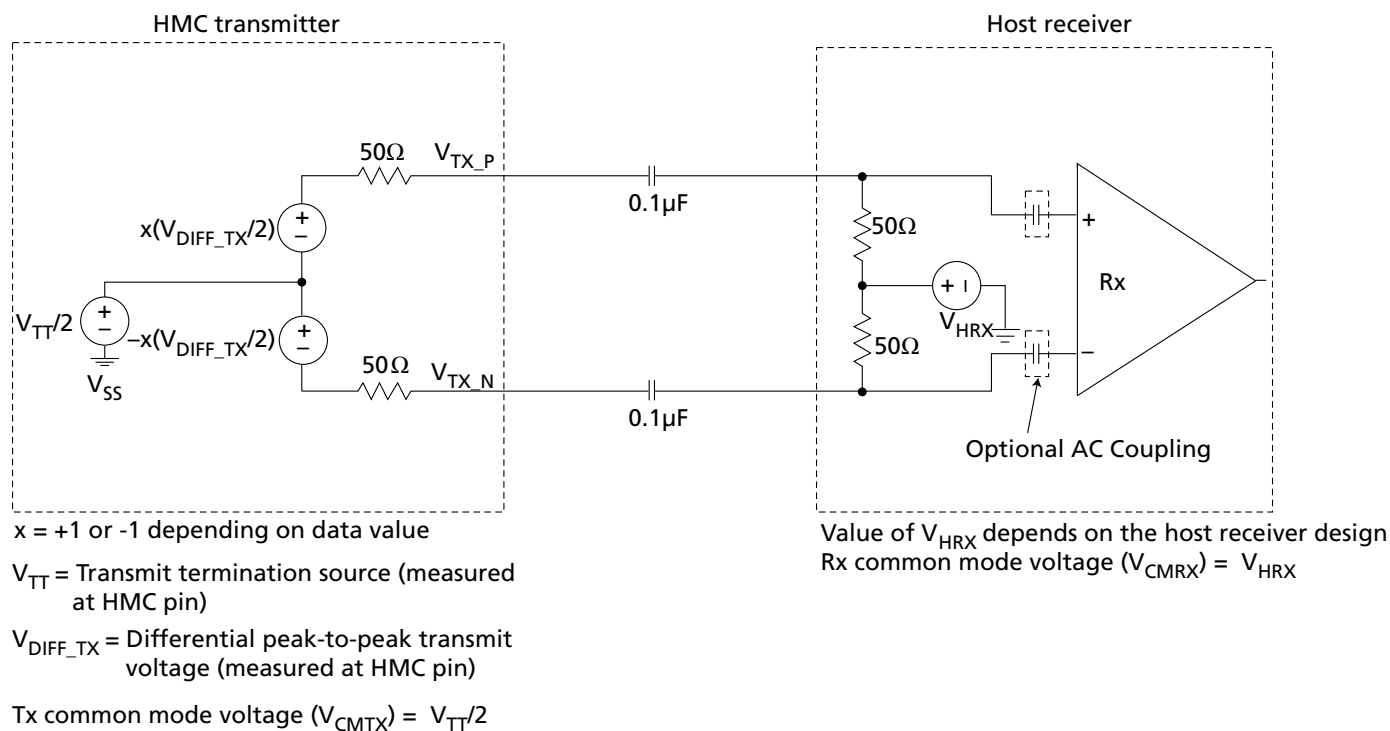 HMC transmitter
Host receiver
50Ω
V_TX_P
0.1µF
x(V_DIFF_TX/2)
+
−
50Ω
+
Rx
V_TT/2
+
−
−x(V_DIFF_TX/2)
+
−
+ −
V_HRX
50Ω
−
V_SS
50Ω
V_TX_N
0.1µF
Optional AC Coupling
x = +1 or -1 depending on data value
V_TT = Transmit termination source (measured
at HMC pin)
V_DIFF_TX = Differential peak-to-peak transmit
voltage (measured at HMC pin)
Tx common mode voltage (V_CMTX) = V_TT/2
Value of V_HRX depends on the host receiver design
Rx common mode voltage (V_CMRX) = V_HRX